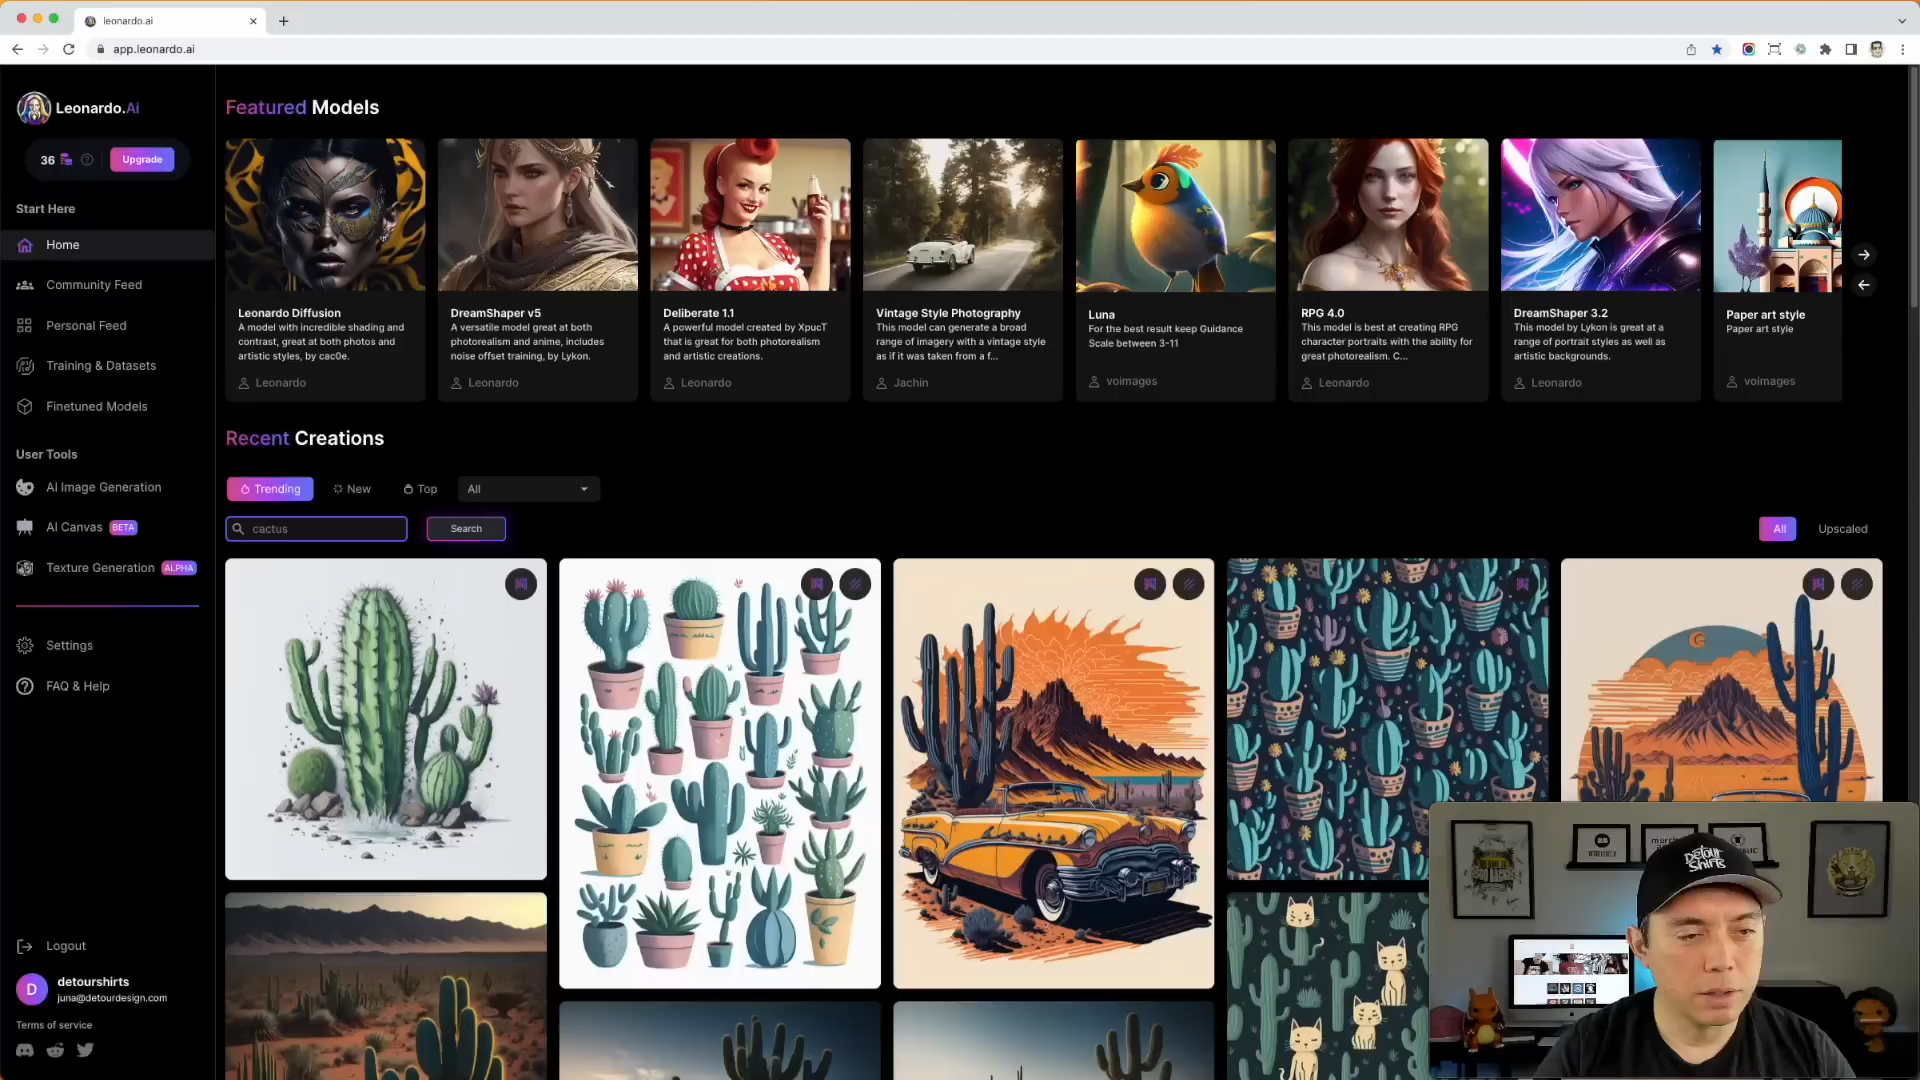 leonardo.ai
app.leonardo.ai
Leonardo.Ai
36
Upgrade
Start Here
Home
Community Feed
Personal Feed
Training & Datasets
Finetuned Models
User Tools
AI Image Generation
AI Canvas BETA
Texture Generation ALPHA
Settings
FAQ & Help
Logout
D
detourshirts
juna@detourdesign.com
Terms of service
Featured Models
Leonardo Diffusion
A model with incredible shading and
contrast, great at both photos and
artistic styles, by cac0e.
Leonardo
DreamShaper v5
A versatile model great at both
photorealism and anime, includes
noise offset training, by Lykon.
Leonardo
Deliberate 1.1
A powerful model created by XpucT
that is great for both photorealism
and artistic creations.
Leonardo
Vintage Style Photography
This model can generate a broad
range of imagery with a vintage style
as if it was taken from a f...
Jachin
Luna
For the best result keep Guidance
Scale between 3-11
voimages
RPG 4.0
This model is best at creating RPG
character portraits with the ability for
great photorealism. C...
Leonardo
DreamShaper 3.2
This model by Lykon is great at a
range of portrait styles as well as
artistic backgrounds.
Leonardo
Paper art style
Paper art style
voimages
Recent Creations
Trending
New
Top
All
cactus
Search
All
Upscaled
Detour
Shirts